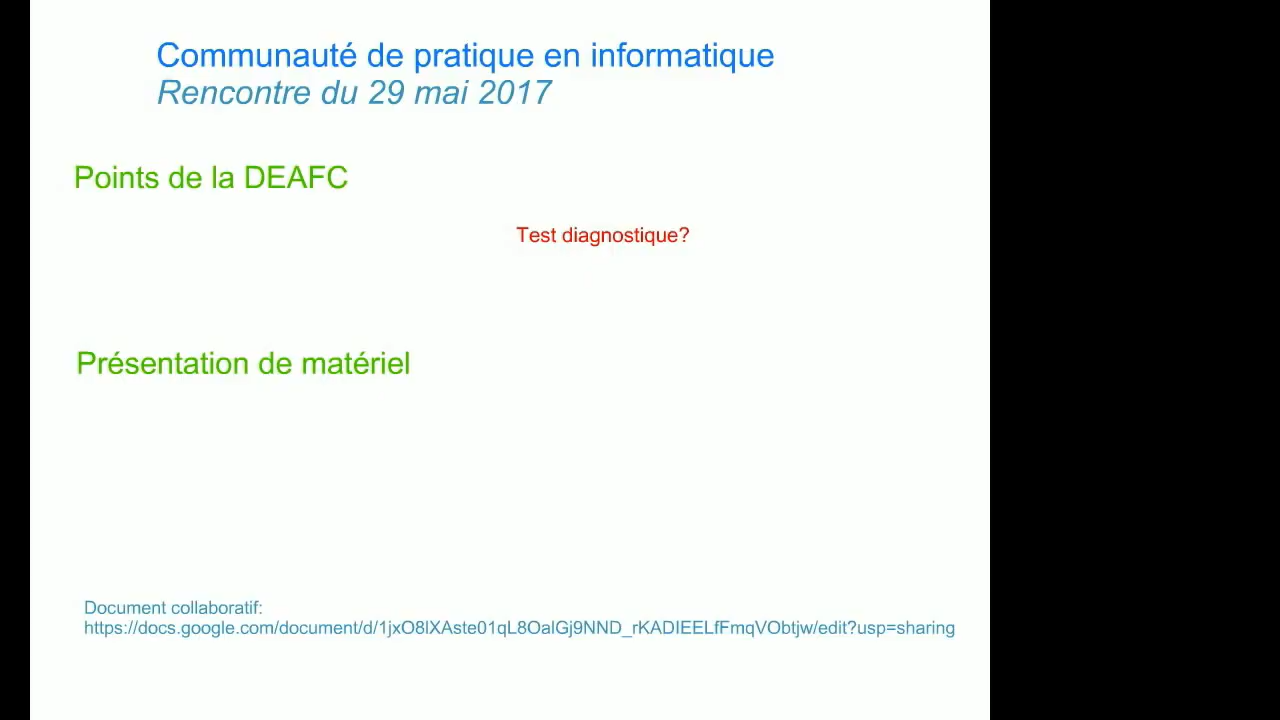 Communauté de pratique en informatique
Rencontre du 29 mai 2017
Points de la DEAFC
Test diagnostique?
Présentation de matériel
Document collaboratif:
https://docs.google.com/document/d/1jxO8lXAste01qL8OalGj9NND_rKADIEELfFmqVObtjw/edit?usp=sharing